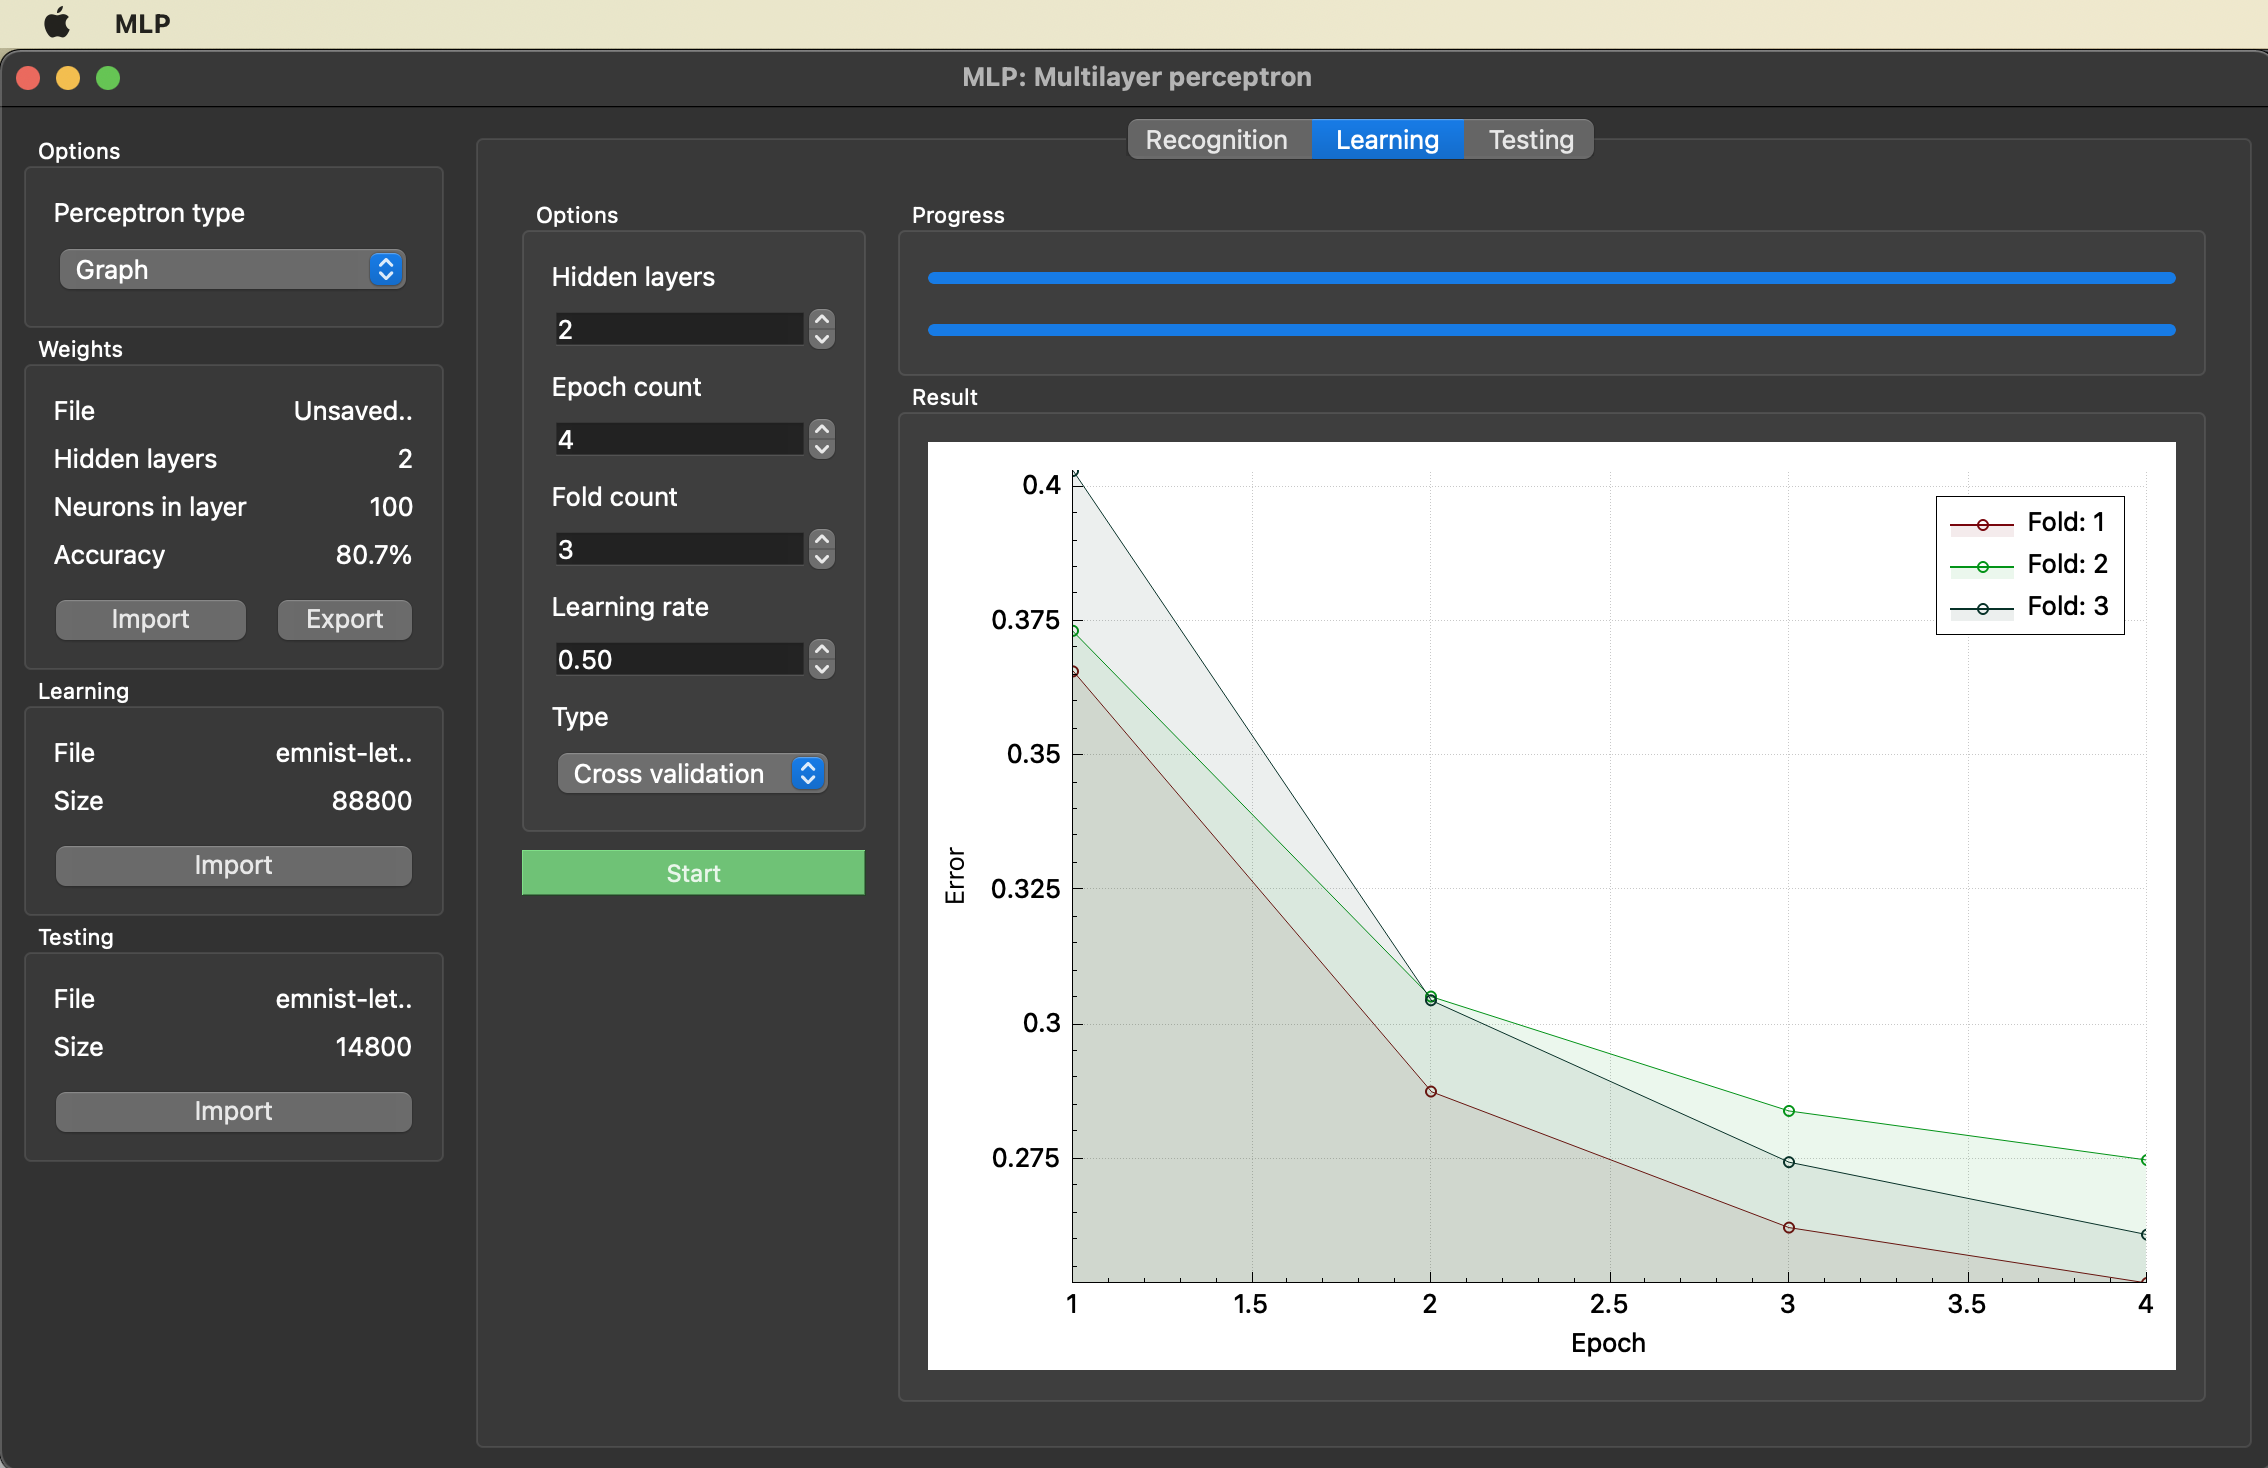 MLP
MLP: Multilayer perceptron
Recognition Learning Testing
Options
Perceptron type
Graph
Weights
File Unsaved..
Hidden layers 2
Neurons in layer 100
Accuracy 80.7%
Import Export
Learning
File emnist-let..
Size 88800
Import
Testing
File emnist-let..
Size 14800
Import
Options
Hidden layers
2
Epoch count
4
Fold count
3
Learning rate
0.50
Type
Cross validation
Start
Progress
Result
0.4
0.375
0.35
0.325
0.3
0.275
Error
Fold: 1
Fold: 2
Fold: 3
1 1.5 2 2.5 3 3.5 4
Epoch